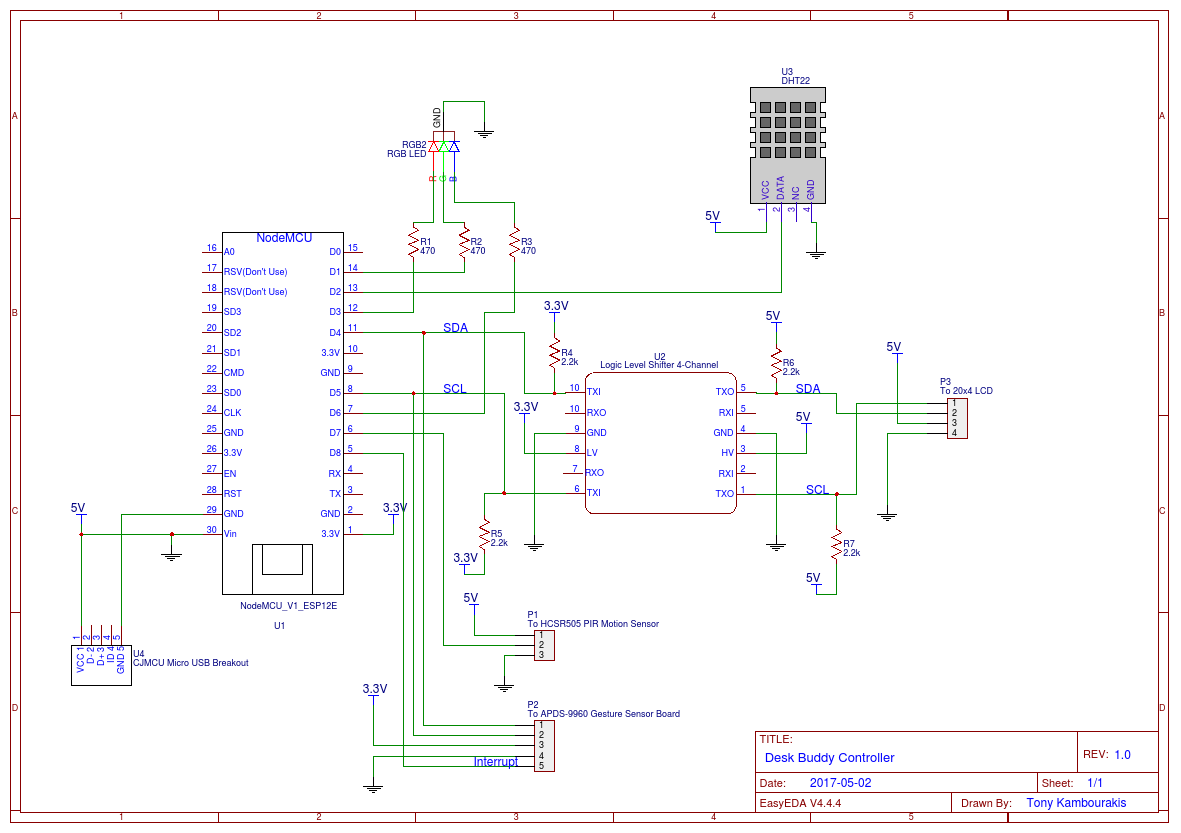 1 2 3 4 5
A A
B B
C C
D D
1 2 3 4 5
U3
DHT22
VCC DATA NC GND
1 2 3 4
5V
GND
RGB2
RGB LED
R G B
R1
470
R2
470
R3
470
NodeMCU
16 A0 D0 15
17 RSV(Don't Use) D1 14
18 RSV(Don't Use) D2 13
19 SD3 D3 12
20 SD2 D4 11
21 SD1 3.3V 10
22 CMD GND 9
23 SD0 D5 8
24 CLK D6 7
25 GND D7 6
26 3.3V D8 5
27 EN RX 4
28 RST TX 3
29 GND GND 2
30 Vin 3.3V 1
NodeMCU_V1_ESP12E
U1
5V
3.3V
SDA
SCL
3.3V
R4
2.2k
3.3V
R5
2.2k
3.3V
U2
Logic Level Shifter 4-Channel
10 TXI TXO 5
10 RXO RXI 5
9 GND GND 4
8 LV HV 3
7 RXO RXI 2
6 TXI TXO 1
5V
R6
2.2k
SDA
5V
SCL
R7
2.2k
5V
5V
P3
To 20x4 LCD
1
2
3
4
1 2 3 4 5
VCC 1 D- 2 D+ 3 ID 4 GND 5
U4
CJMCU Micro USB Breakout
5V
P1
To HCSR505 PIR Motion Sensor
1
2
3
3.3V
P2
To APDS-9960 Gesture Sensor Board
1
2
3
4
5
Interrupt
TITLE:
Desk Buddy Controller
REV: 1.0
Date: 2017-05-02
Sheet: 1/1
EasyEDA V4.4.4
Drawn By: Tony Kambourakis